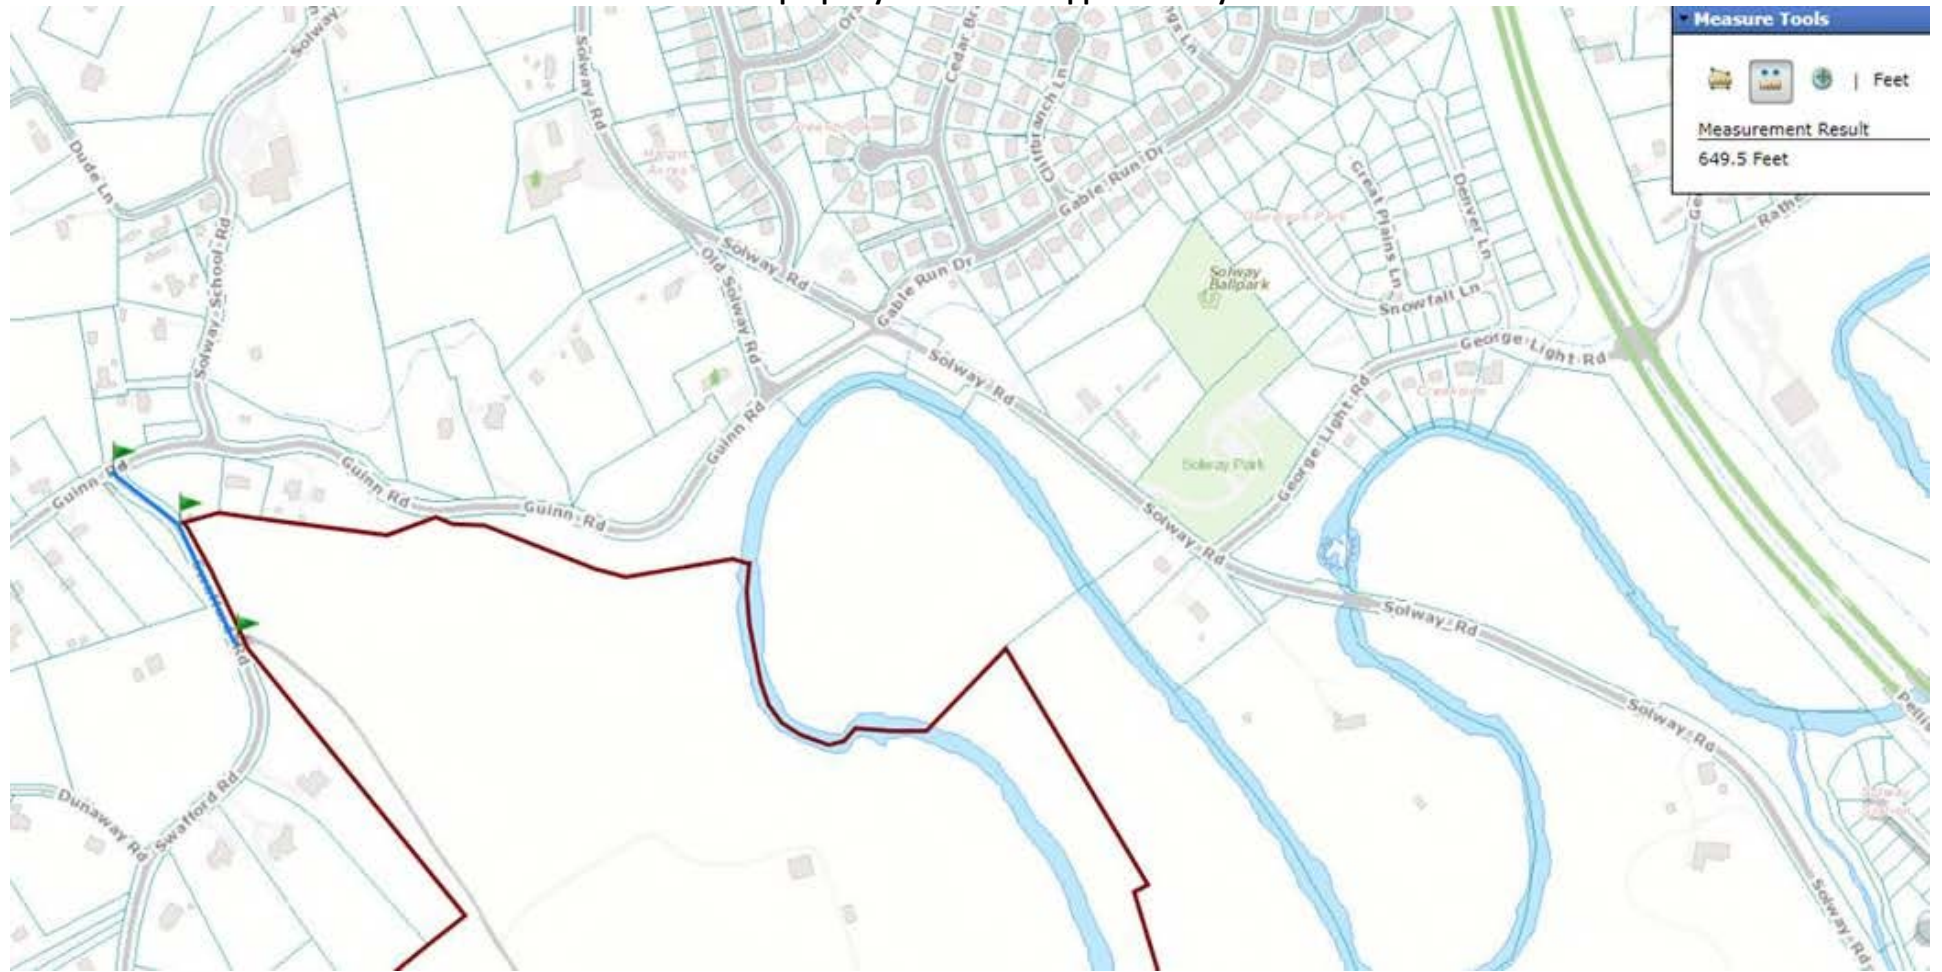 Measure Tools
| Feet
Measurement Result
649.5 Feet
Solway
Solway Rd
Cedar
Dude Ln
Solway School Rd
Cliffbranch Ln
Gable Run Dr
Great Plains Ln
Denver Ln
Solway Rd
Old Solway Rd
Gable Run Dr
Solway
Ballpark
Snowfall Ln
George Light Rd
Solway Rd
Guinn Rd
George Light Rd
Solway Park
Guinn Rd
Guinn Rd
Guinn Rd
Solway Rd
Solway Rd
Rd
Solway Rd
Dunaway Rd
Swafford Rd
Solway Rd